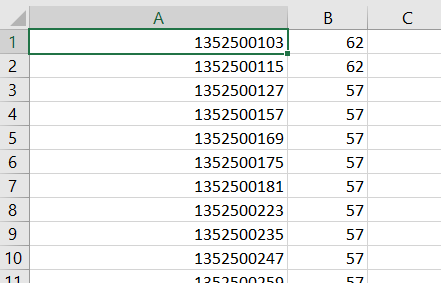 A B C
1 1352500103 62
2 1352500115 62
3 1352500127 57
4 1352500157 57
5 1352500169 57
6 1352500175 57
7 1352500181 57
8 1352500223 57
9 1352500235 57
10 1352500247 57
11 1352500259 57